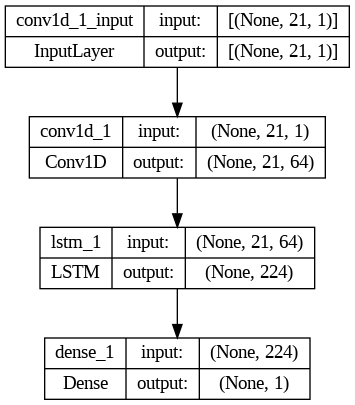 conv1d_1_input input: [(None, 21, 1)]
InputLayer output: [(None, 21, 1)]
conv1d_1 input: (None, 21, 1)
Conv1D output: (None, 21, 64)
lstm_1 input: (None, 21, 64)
LSTM output: (None, 224)
dense_1 input: (None, 224)
Dense output: (None, 1)